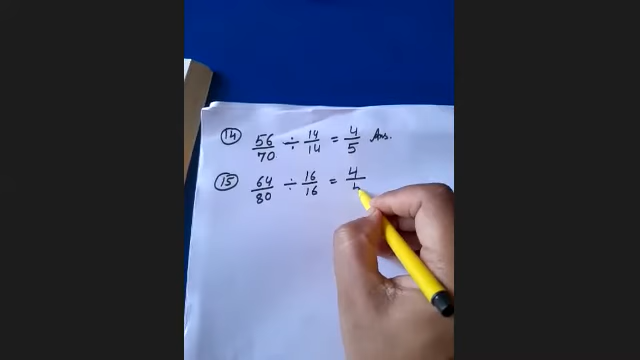 14 56/70 ÷ 14/14 = 4/5 Ans.
15 64/80 ÷ 16/16 = 4/